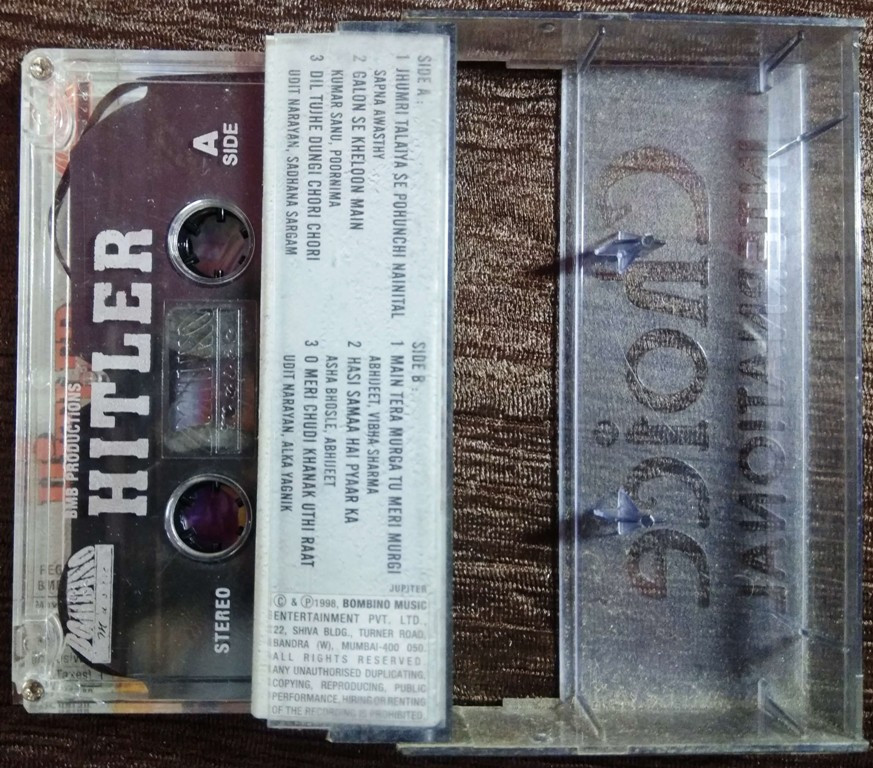 A
SIDE
BMB PRODUCTIONS
HITLER
STEREO
SIDE A :
1 JHUMRI TALAIYA SE POHUNCHI NAINITAL
SAPNA AWASTHY
2 GALON SE KHELOON MAIN
KUMAR SANU, POORNIMA
3 DIL TUJHE DUNGI CHORI CHORI
UDIT NARAYAN, SADHANA SARGAM
SIDE B :
1 MAIN TERA MURGA TU MERI MURGI
ABHIJEET, VIBHA SHARMA
2 HASI SAMAA HAI PYAAR KA
ASHA BHOSLE, ABHIJEET
3 O MERI CHUDI KHANAK UTHI RAAT
UDIT NARAYAN, ALKA YAGNIK
JUPITER
© & ℗ 1998, BOMBINO MUSIC
ENTERTAINMENT PVT. LTD.,
22, SHIVA BLDG., TURNER ROAD,
BANDRA (W), MUMBAI-400 050.
ALL RIGHTS RESERVED
ANY UNAUTHORISED DUPLICATING,
COPYING, REPRODUCING, PUBLIC
PERFORMANCE, HIRING OR RENTING
OF THE RECORDING IS PROHIBITED.
INTERNATIONAL